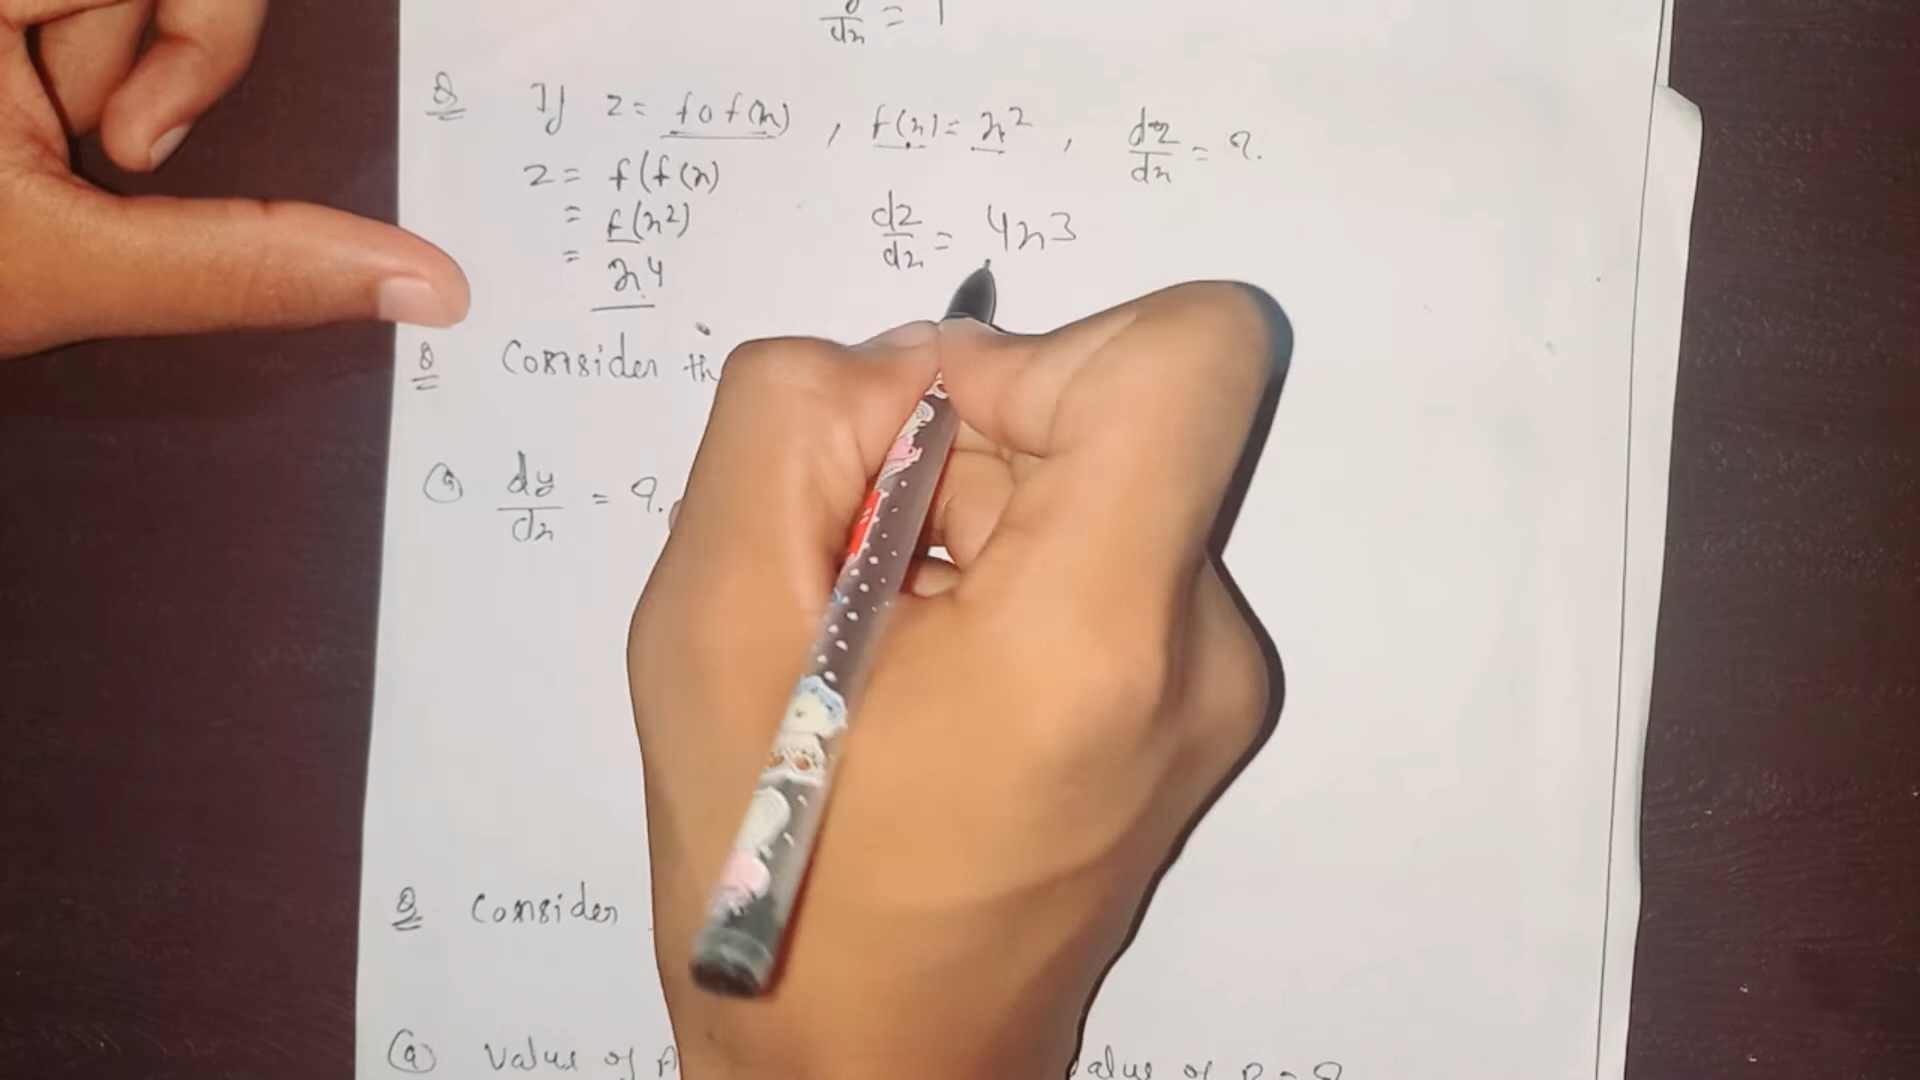 dx = 1
Q If z = fof(x) , f(x) = x2 , dz/dx = ?.
z = f(f(x)
= f(x2) dz/dx = 4x3
= x4
Q Consider th
(a) dy/dx = ?.
Q Consider
(a) Value of